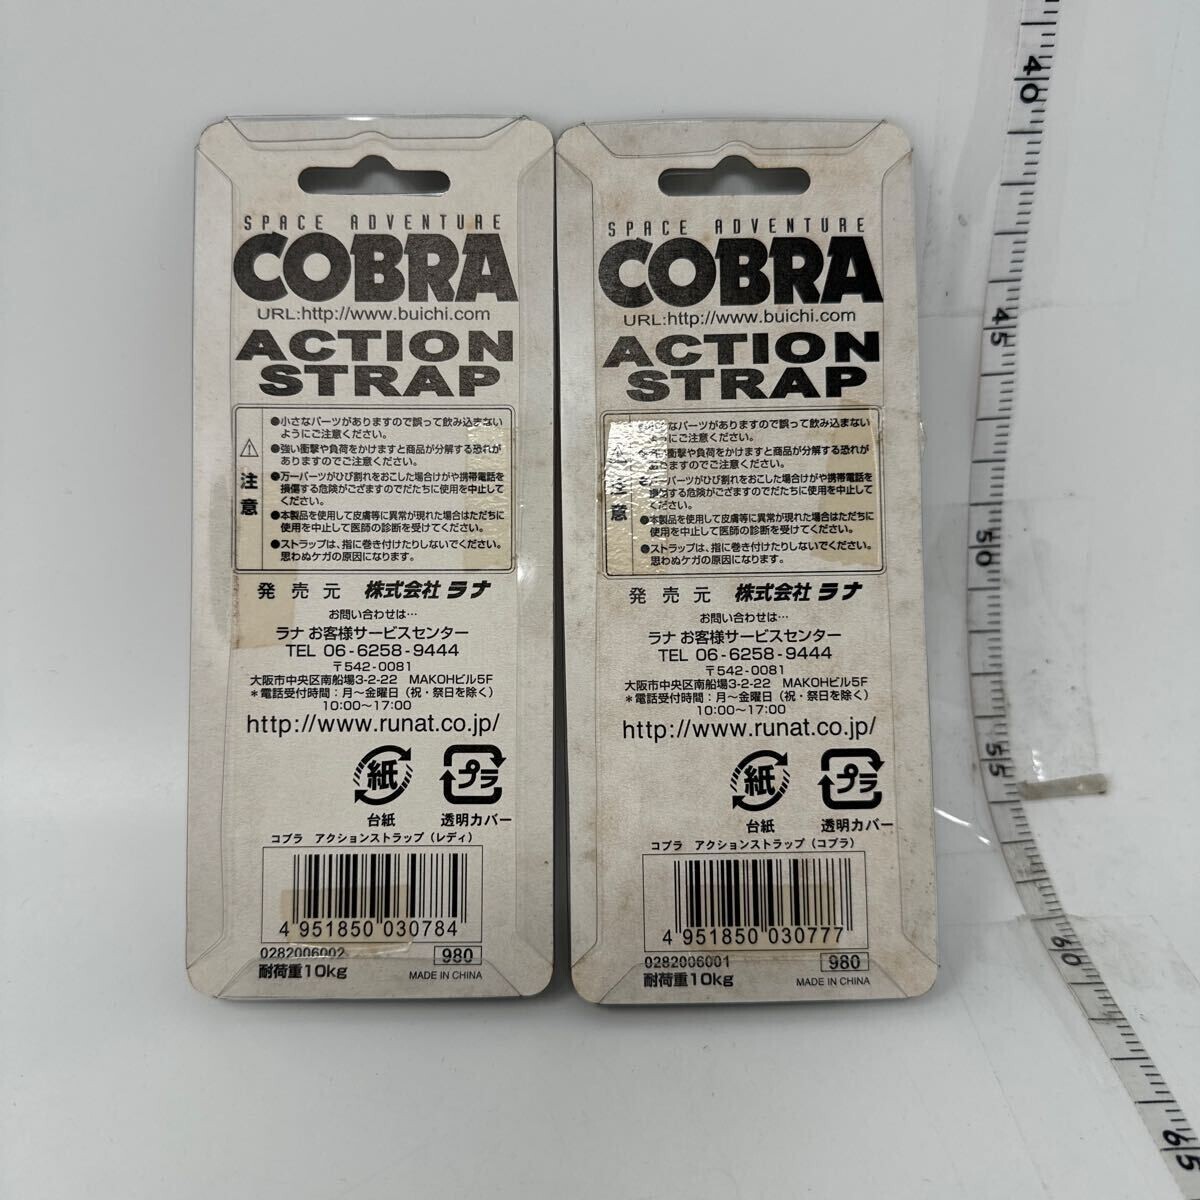 SPACE ADVENTURE
COBRA
URL:http://www.buichi.com
ACTION
STRAP
⚠注意
●小さなパーツがありますので誤って飲み込まない
ようにご注意ください。
●強い衝撃や負荷をかけますと商品が分解する恐れが
ありますのでご注意ください。
●万一パーツがひび割れをおこした場合けがや携帯電話を
損傷する危険がござますのでだたちに使用を中止して
ください。
●本製品を使用して皮膚等に異常が現れた場合はただちに
使用を中止して医師の診断を受けてください。
●ストラップは、指に巻き付けたりしないでください。
思わぬケガの原因になります。
発売元 株式会社ラナ
お問い合わせは…
ラナ お客様サービスセンター
TEL 06-6258-9444
〒542-0081
大阪市中央区南船場3-2-22 MAKOHビル5F
*電話受付時間：月～金曜日（祝・祭日を除く）
10:00～17:00
http://www.runat.co.jp/
紙 プラ
台紙 透明カバー
コブラ アクションストラップ（レディ）
4 951850 030784
0282006002 980
耐荷重10kg MADE IN CHINA
SPACE ADVENTURE
COBRA
URL:http://www.buichi.com
ACTION
STRAP
意
さなパーツがありますので誤って飲み込まない
ようにご注意ください。
い衝撃や負荷をかけますと商品が分解する恐れが
ありますのでご注意ください。
一パーツがひび割れをおこした場合けがや携帯電話を
損傷する危険がござますのでだたちに使用を中止して
ください。
●本製品を使用して皮膚等に異常が現れた場合はただちに
使用を中止して医師の診断を受けてください。
●ストラップは、指に巻き付けたりしないでください。
思わぬケガの原因になります。
発売元 株式会社ラナ
お問い合わせは…
ラナ お客様サービスセンター
TEL 06-6258-9444
〒542-0081
大阪市中央区南船場3-2-22 MAKOHビル5F
*電話受付時間：月～金曜日（祝・祭日を除く）
10:00～17:00
http://www.runat.co.jp/
紙 プラ
台紙 透明カバー
コブラ アクションストラップ（コブラ）
4 951850 030777
0282006001 980
耐荷重10kg MADE IN CHINA
40
45
50
55
60
65